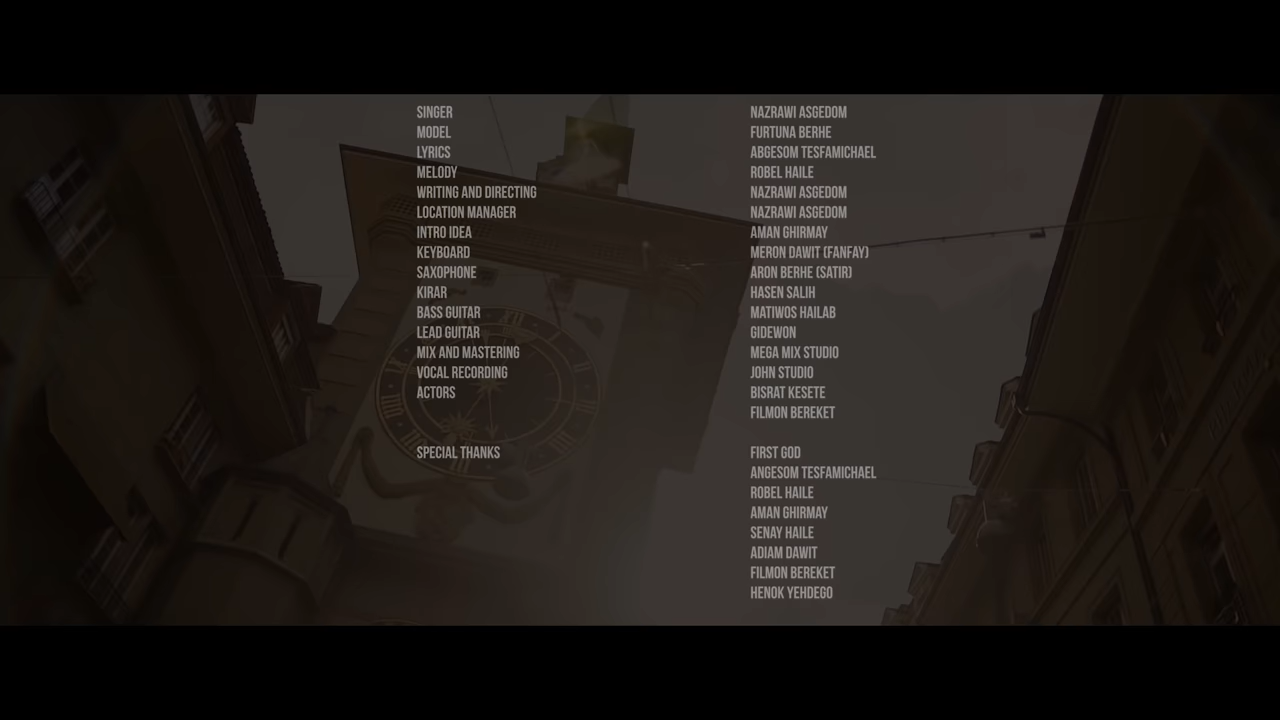 SINGER NAZRAWI ASGEDOM
MODEL FURTUNA BERHE
LYRICS ABGESOM TESFAMICHAEL
MELODY ROBEL HAILE
WRITING AND DIRECTING NAZRAWI ASGEDOM
LOCATION MANAGER NAZRAWI ASGEDOM
INTRO IDEA AMAN GHIRMAY
KEYBOARD MERON DAWIT (FANFAY)
SAXOPHONE ARON BERHE (SATIR)
KIRAR HASEN SALIH
BASS GUITAR MATIWOS HAILAB
LEAD GUITAR GIDEWON
MIX AND MASTERING MEGA MIX STUDIO
VOCAL RECORDING JOHN STUDIO
ACTORS BISRAT KESETE
FILMON BEREKET
SPECIAL THANKS FIRST GOD
ANGESOM TESFAMICHAEL
ROBEL HAILE
AMAN GHIRMAY
SENAY HAILE
ADIAM DAWIT
FILMON BEREKET
HENOK YEHDEGO